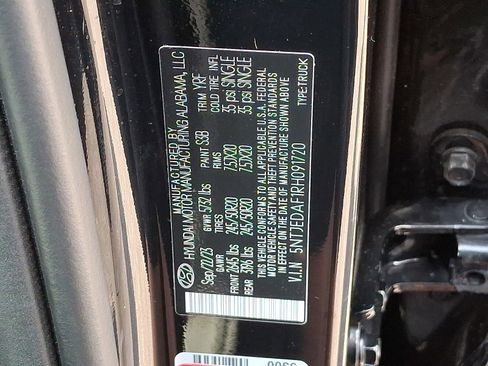 MANUFACTURED BY
HYUNDAI MOTOR MANUFACTURING ALABAMA, LLC
Sep/22/23 GVWR 5732 lbs PAINT S3B TRIM YRF
GAWR TIRES RIMS COLD TIRE INFL
FRONT 2845 lbs 245/50R20 7.5JX20 35 psi SINGLE
REAR 3780 lbs 245/50R20 7.5JX20 35 psi SINGLE
THIS VEHICLE CONFORMS TO ALL APPLICABLE U.S.A. FEDERAL
MOTOR VEHICLE SAFETY AND THEFT PREVENTION STANDARDS
IN EFFECT ON THE DATE OF MANUFACTURE SHOWN ABOVE
V.I.N 5NTJEDAF1RH091720 TYPE:TRUCK